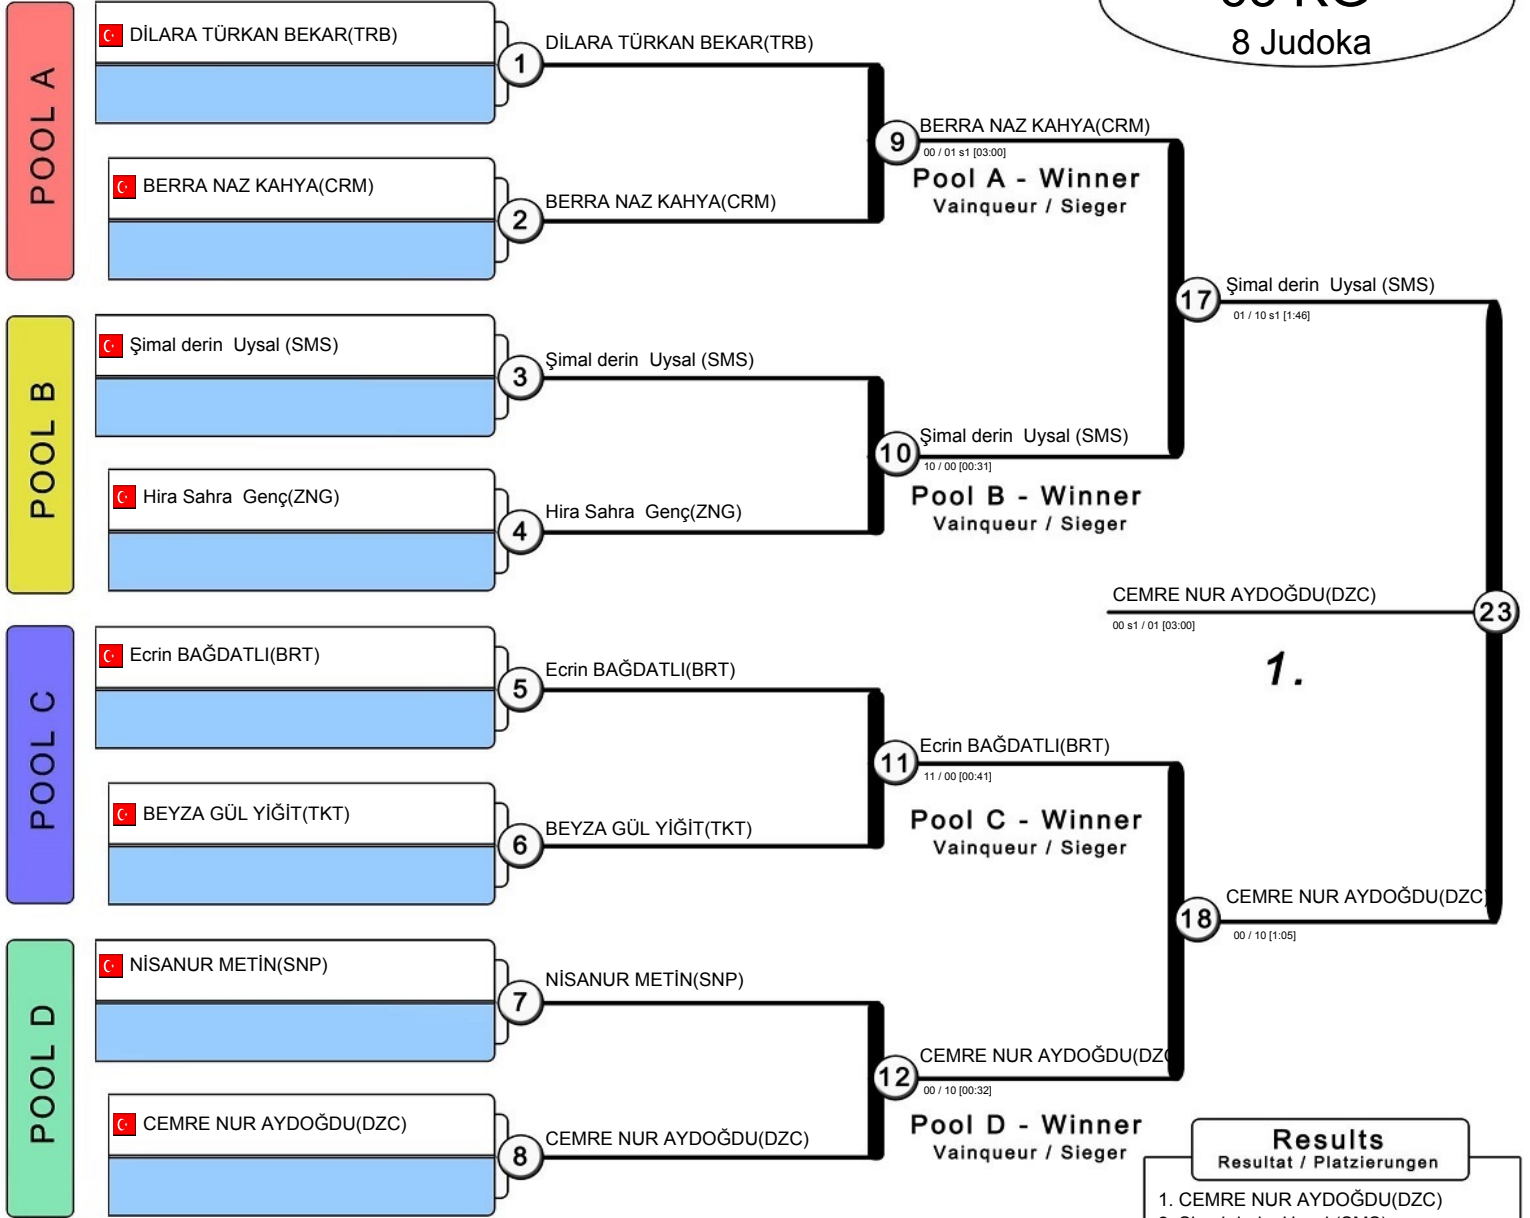 8 Judoka
POOL A
DİLARA TÜRKAN BEKAR(TRB)
1
DİLARA TÜRKAN BEKAR(TRB)
BERRA NAZ KAHYA(CRM)
2
BERRA NAZ KAHYA(CRM)
9
BERRA NAZ KAHYA(CRM)
00 / 01 s1 [03:00]
Pool A - Winner
Vainqueur / Sieger
POOL B
Şimal derin  Uysal (SMS)
3
Şimal derin  Uysal (SMS)
Hira Sahra  Genç(ZNG)
4
Hira Sahra  Genç(ZNG)
10
Şimal derin  Uysal (SMS)
10 / 00 [00:31]
Pool B - Winner
Vainqueur / Sieger
17
Şimal derin  Uysal (SMS)
01 / 10 s1 [1:46]
CEMRE NUR AYDOĞDU(DZC)
23
00 s1 / 01 [03:00]
1.
POOL C
Ecrin BAĞDATLI(BRT)
5
Ecrin BAĞDATLI(BRT)
BEYZA GÜL YİĞİT(TKT)
6
BEYZA GÜL YİĞİT(TKT)
11
Ecrin BAĞDATLI(BRT)
11 / 00 [00:41]
Pool C - Winner
Vainqueur / Sieger
18
CEMRE NUR AYDOĞDU(DZC
00 / 10 [1:05]
POOL D
NİSANUR METİN(SNP)
7
NİSANUR METİN(SNP)
CEMRE NUR AYDOĞDU(DZC)
8
CEMRE NUR AYDOĞDU(DZC)
12
CEMRE NUR AYDOĞDU(DZC
00 / 10 [00:32]
Pool D - Winner
Vainqueur / Sieger
Results
Resultat / Platzierungen
1. CEMRE NUR AYDOĞDU(DZC)